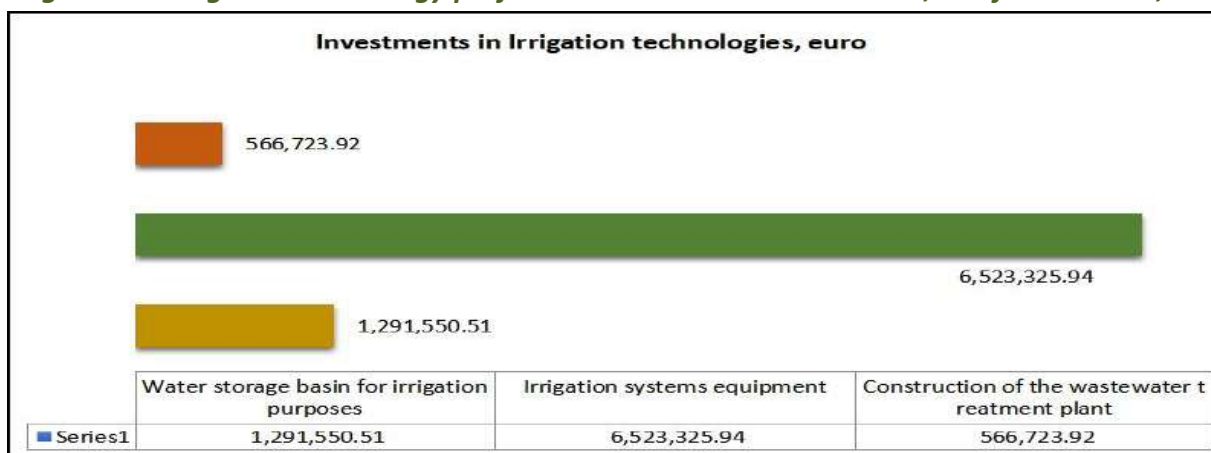 Investments in Irrigation technologies, euro
566,723.92
6,523,325.94
1,291,550.51
Water storage basin for irrigation purposes
Irrigation systems equipment
Construction of the wastewater t reatment plant
Series1 1,291,550.51 6,523,325.94 566,723.92